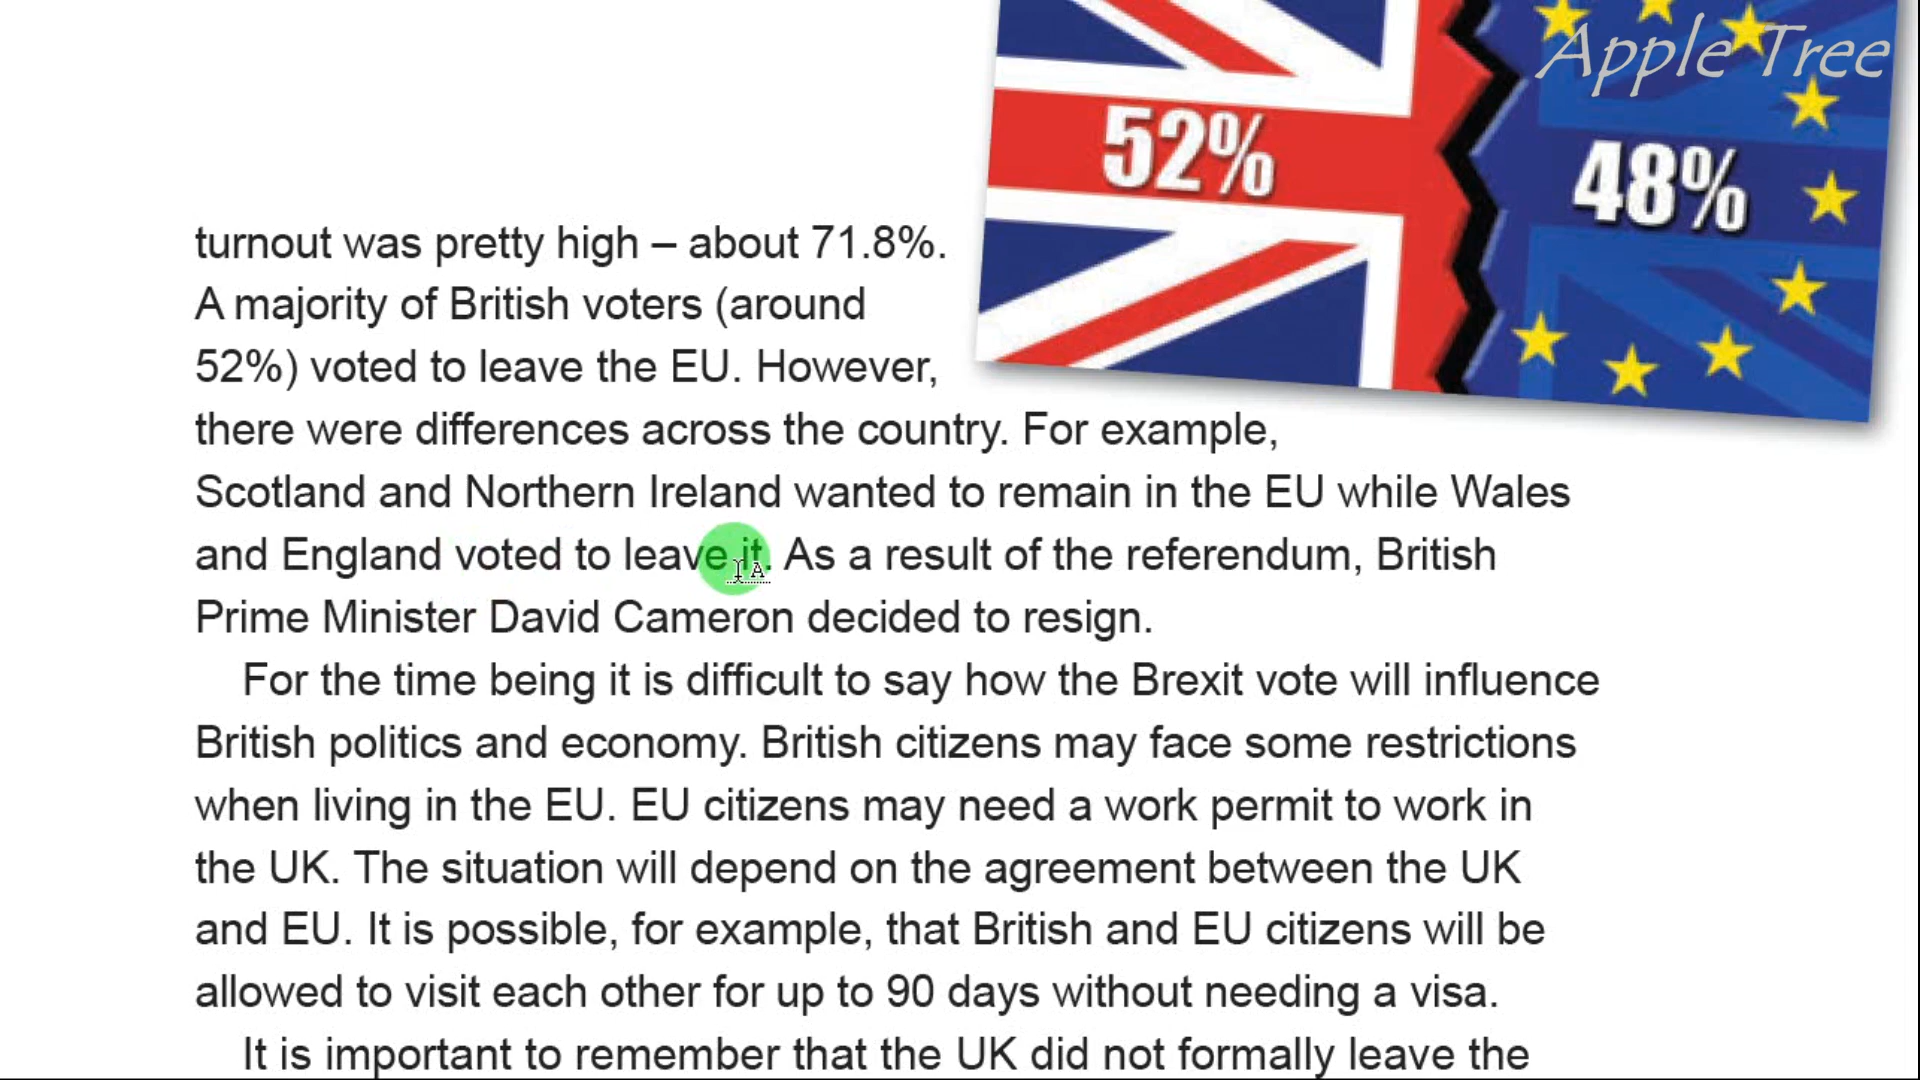 Apple Tree
52%
48%
turnout was pretty high – about 71.8%.
A majority of British voters (around
52%) voted to leave the EU. However,
there were differences across the country. For example,
Scotland and Northern Ireland wanted to remain in the EU while Wales
and England voted to leave it. As a result of the referendum, British
Prime Minister David Cameron decided to resign.
For the time being it is difficult to say how the Brexit vote will influence
British politics and economy. British citizens may face some restrictions
when living in the EU. EU citizens may need a work permit to work in
the UK. The situation will depend on the agreement between the UK
and EU. It is possible, for example, that British and EU citizens will be
allowed to visit each other for up to 90 days without needing a visa.
It is important to remember that the UK did not formally leave the